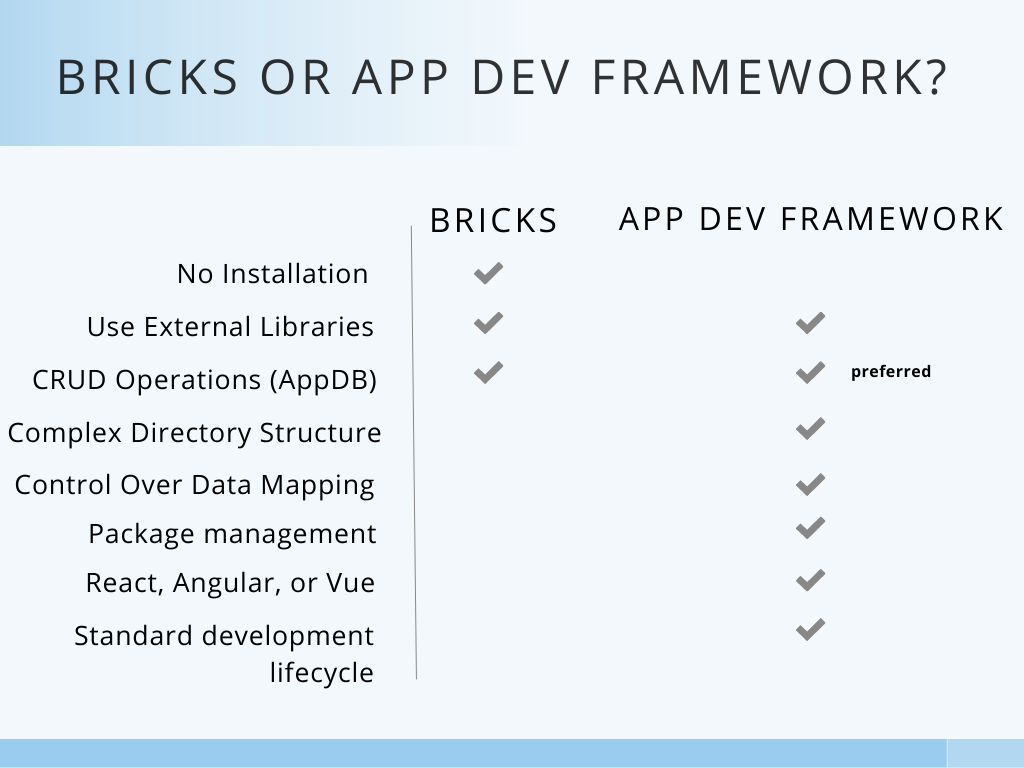 BRICKS OR APP DEV FRAMEWORK?
BRICKS APP DEV FRAMEWORK
No Installation
Use External Libraries
CRUD Operations (AppDB) preferred
Complex Directory Structure
Control Over Data Mapping
Package management
React, Angular, or Vue
Standard development
lifecycle